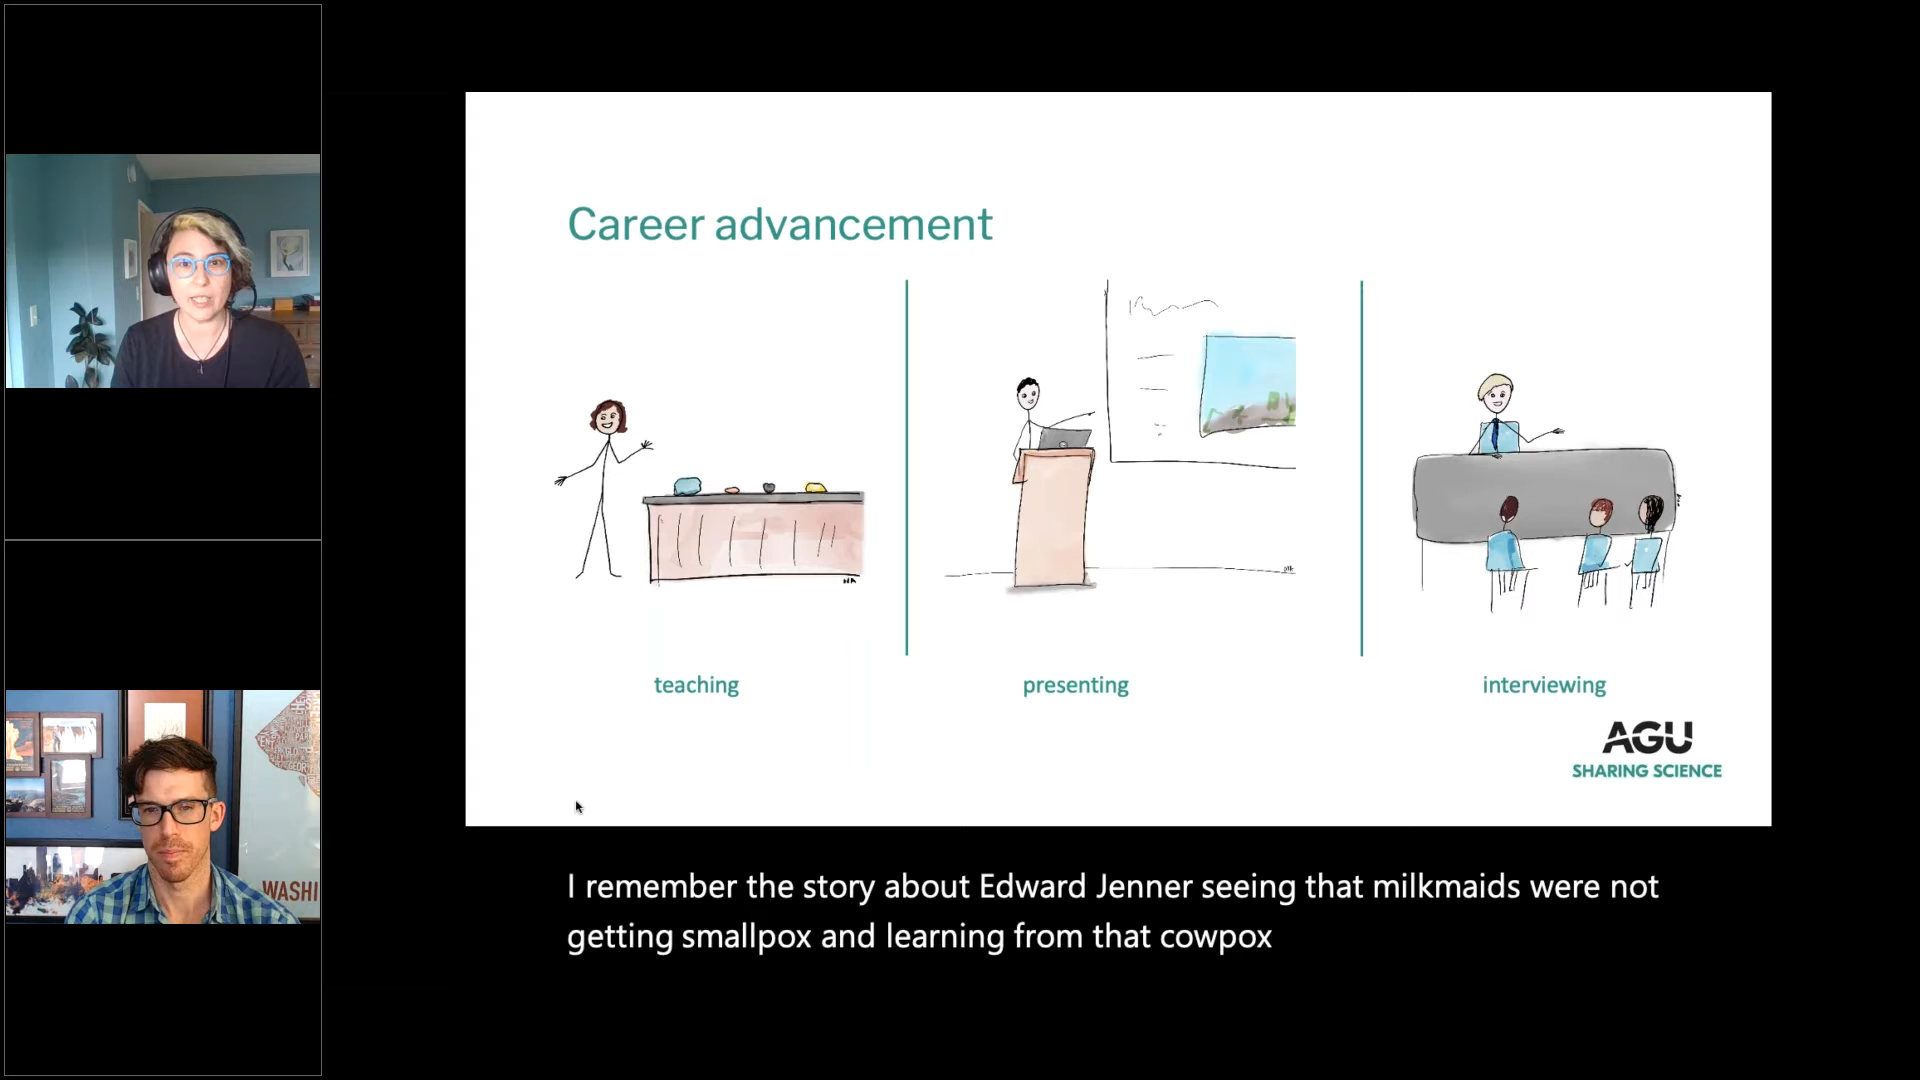 Career advancement
teaching
presenting
interviewing
AGU
SHARING SCIENCE
I remember the story about Edward Jenner seeing that milkmaids were not
getting smallpox and learning from that cowpox
WASHI